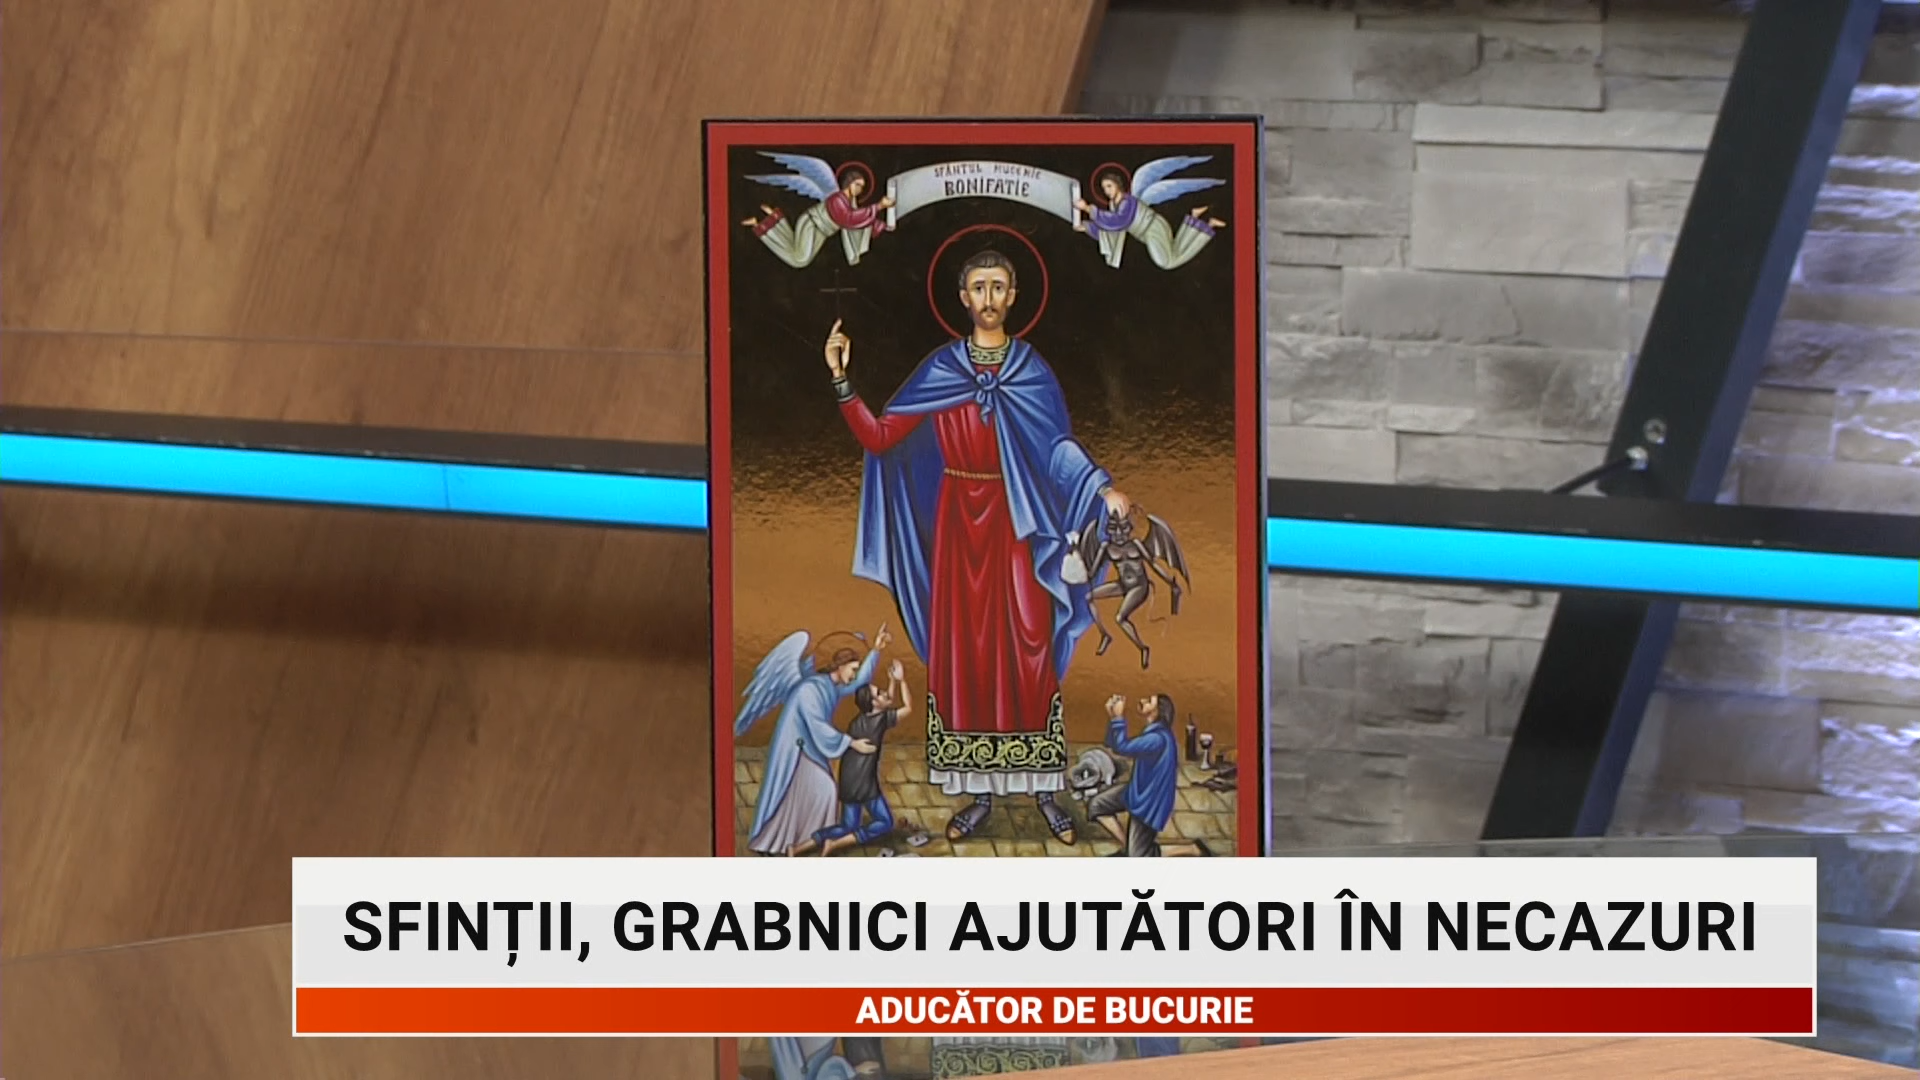 SFÂNTUL MUCENIC
BONIFATIE
SFINȚII, GRABNICI AJUTĂTORI ÎN NECAZURI
ADUCĂTOR DE BUCURIE